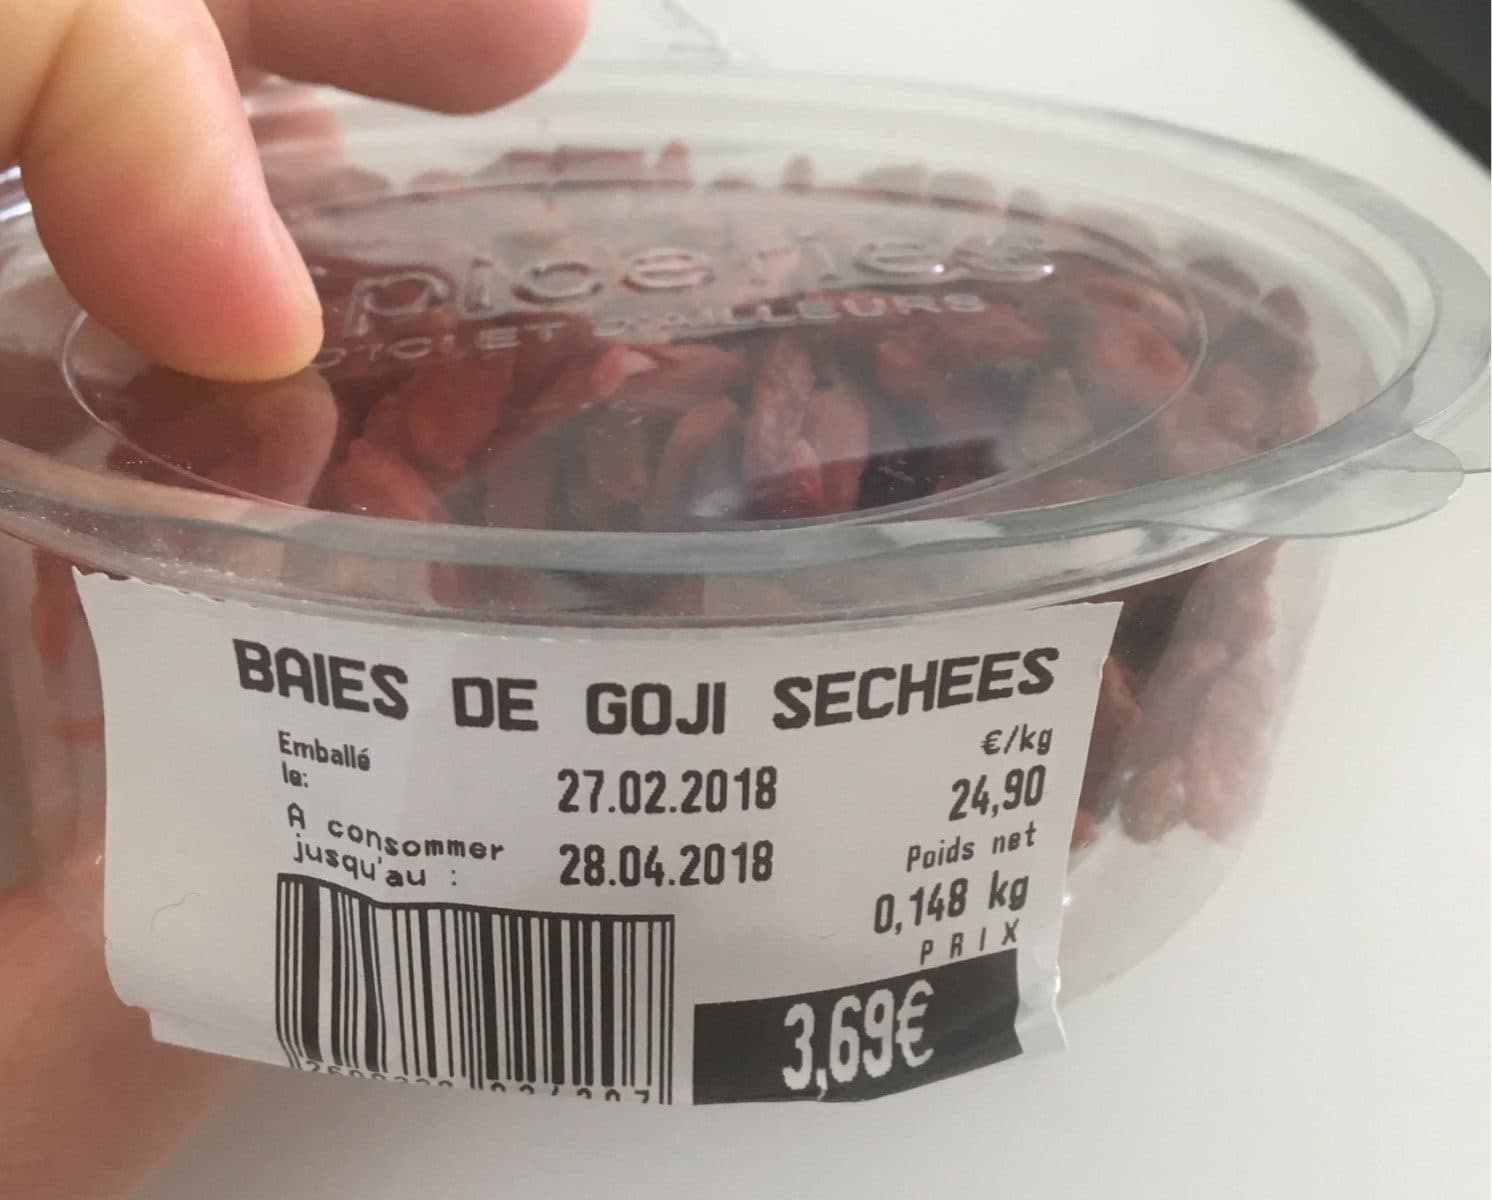 piceries
D'ICI ET D'AILLEURS
BAIES DE GOJI SECHEES
Emballé
le:
27.02.2018
A consommer
jusqu'au :
28.04.2018
€/kg
24,90
Poids net
0,148 kg
PRIX
3,69€